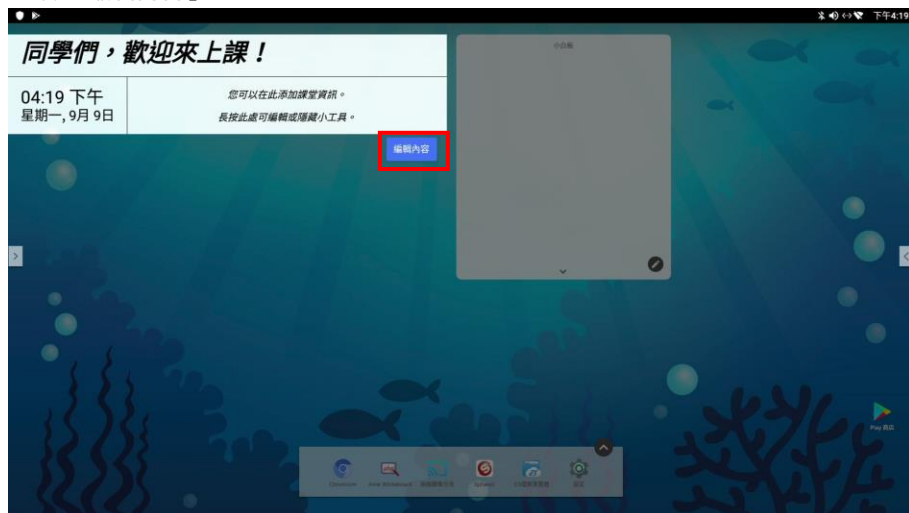 下午4:19
同學們，歡迎來上課！
04:19 下午
星期一, 9月 9日
您可以在此添加課堂資訊。
長按此處可編輯或隱藏小工具。
編輯內容
小白板
Play 商店
Chromium
設定